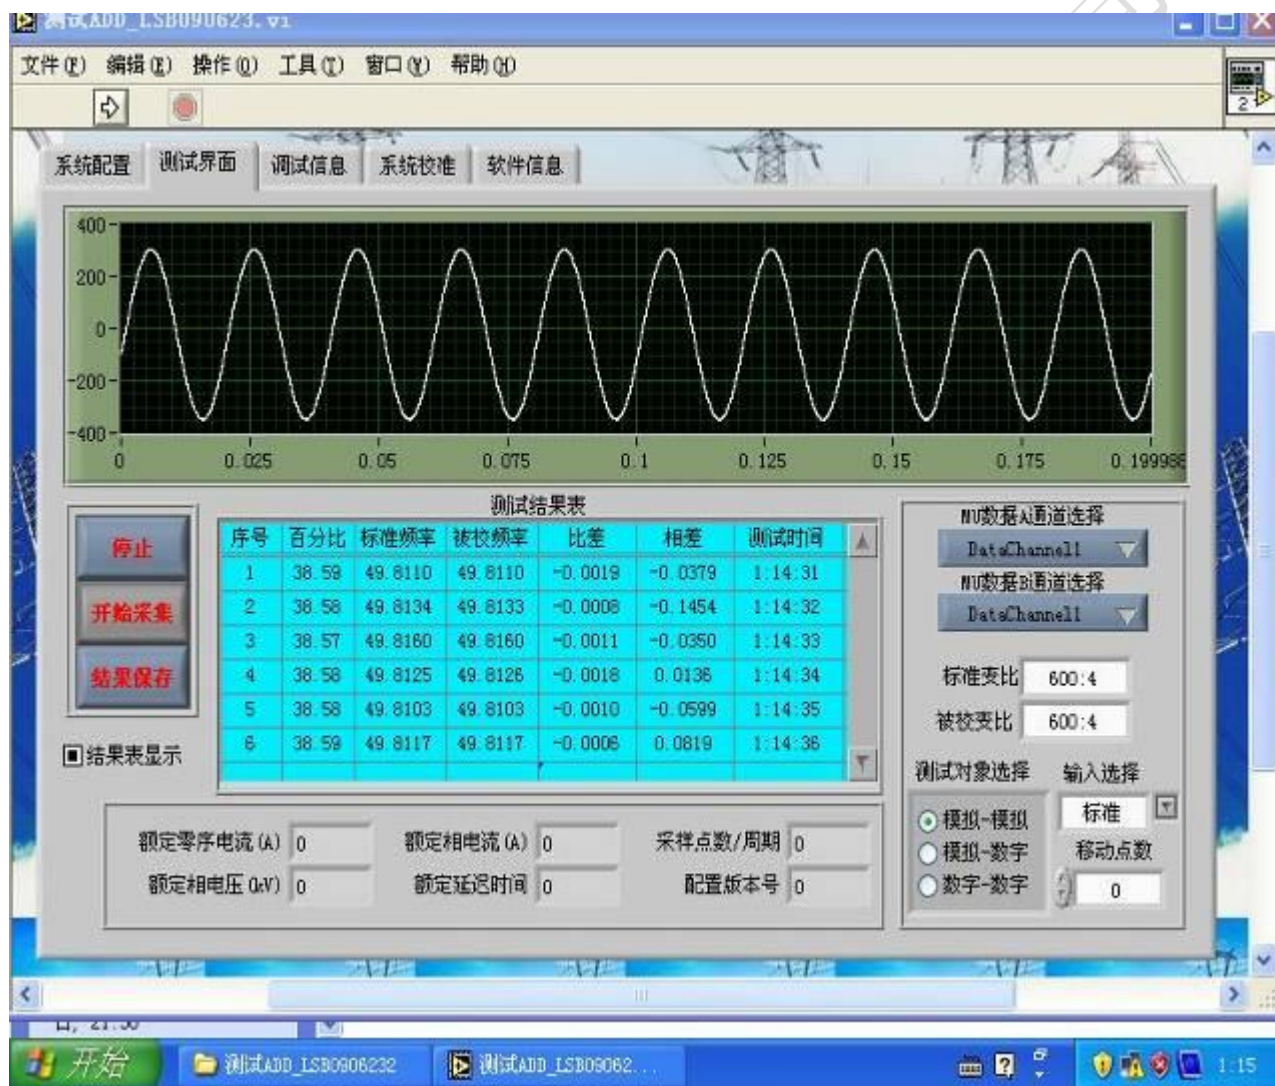 测试ADD_LSB090623.vi
文件(F) 编辑(E) 操作(O) 工具(T) 窗口(W) 帮助(H)
2
系统配置 测试界面 调试信息 系统校准 软件信息
400
200
0
-200
-400
0 0.025 0.05 0.075 0.1 0.125 0.15 0.175 0.199988
测试结果表
序号 百分比 标准频率 被校频率 比差 相差 测试时间
1 38.59 49.8110 49.8110 -0.0019 -0.0379 1:14:31
2 38.58 49.8134 49.8133 -0.0008 -0.1454 1:14:32
3 38.57 49.8160 49.8160 -0.0011 -0.0350 1:14:33
4 38.58 49.8125 49.8126 -0.0018 0.0136 1:14:34
5 38.58 49.8103 49.8103 -0.0010 -0.0599 1:14:35
6 38.59 49.8117 49.8117 -0.0006 0.0819 1:14:36
停止
开始采集
结果保存
结果表显示
MU数据A通道选择
DataChannel1
MU数据B通道选择
DataChannel1
标准变比 600:4
被校变比 600:4
测试对象选择 输入选择
模拟-模拟 标准
模拟-数字 移动点数
数字-数字 0
额定零序电流(A) 0 额定相电流(A) 0 采样点数/周期 0
额定相电压(kV) 0 额定延迟时间 0 配置版本号 0
开始 测试ADD_LSB0906232 测试ADD_LSB09062... 1:15